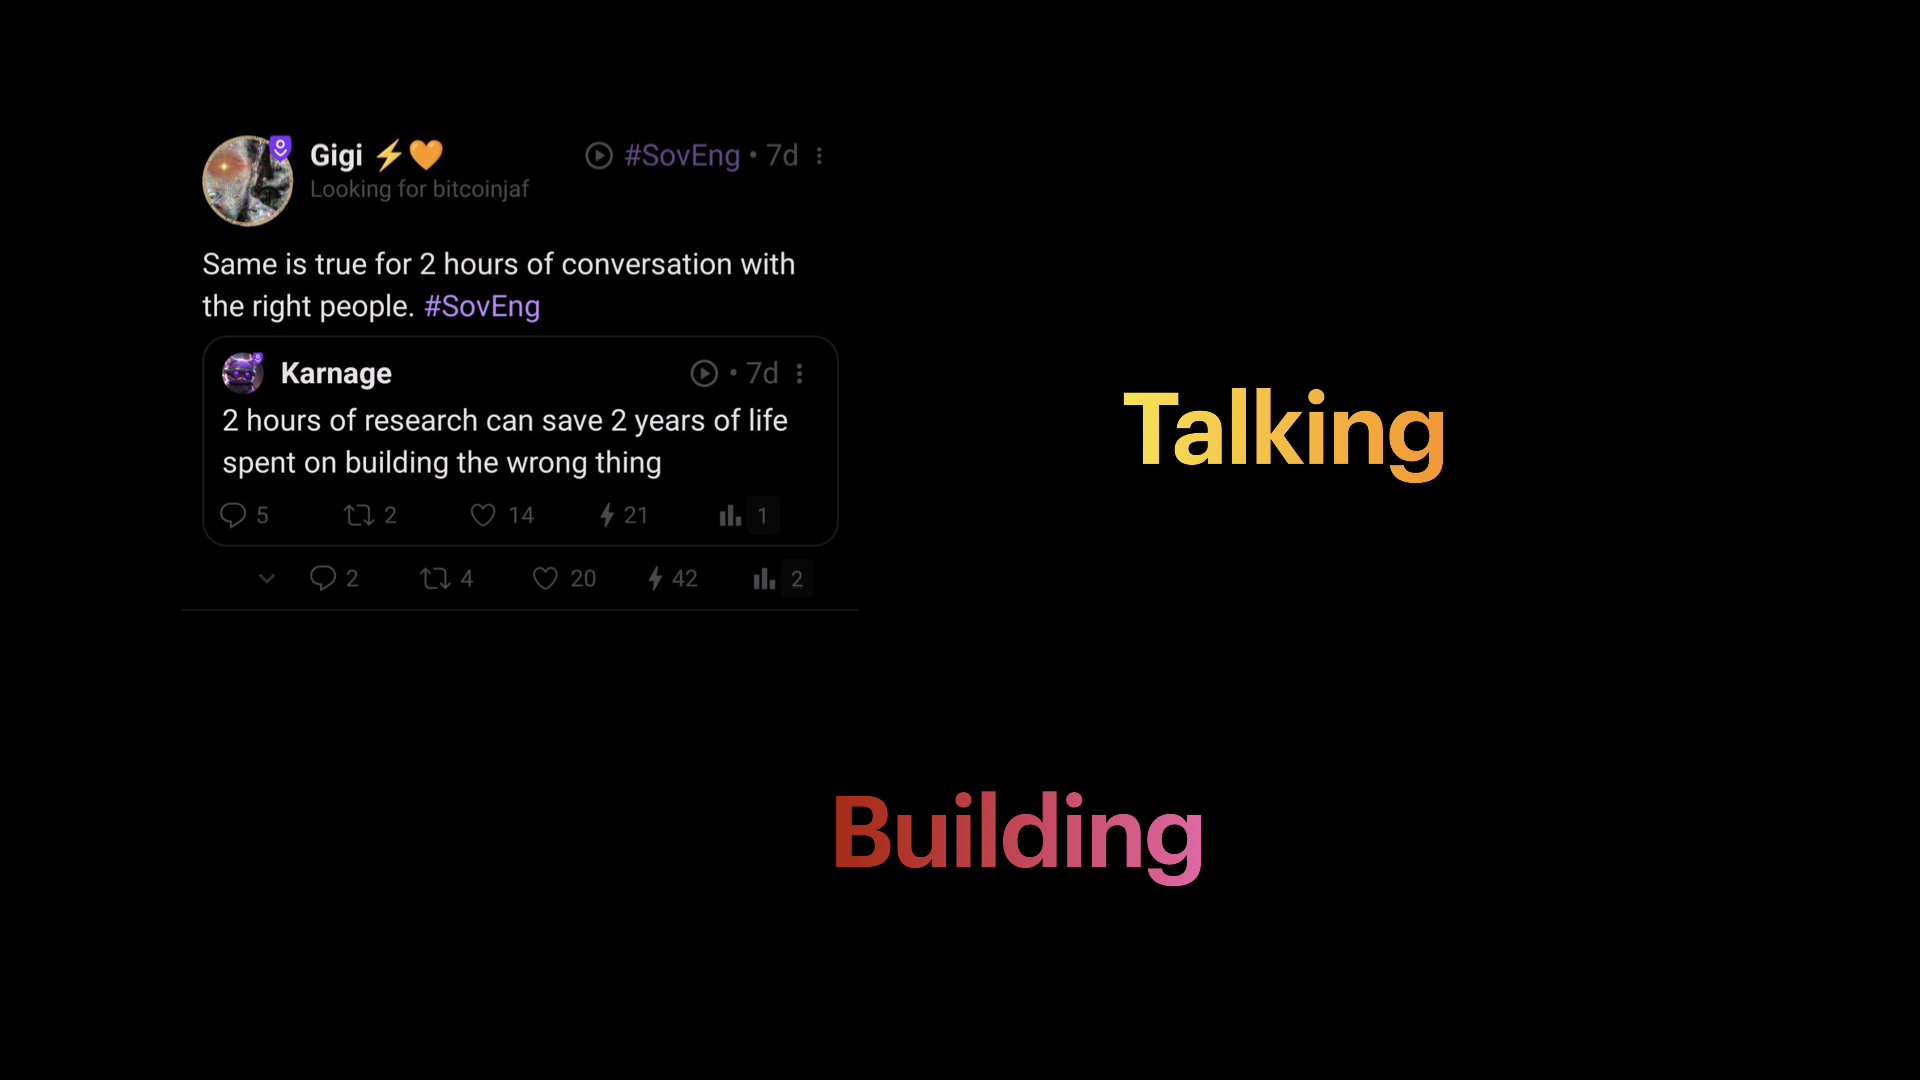 Gigi ⚡🧡 #SovEng • 7d
Looking for bitcoinjaf
Same is true for 2 hours of conversation with
the right people. #SovEng
Karnage • 7d
2 hours of research can save 2 years of life
spent on building the wrong thing
5 2 14 21 1
2 4 20 42 2
Talking
Building